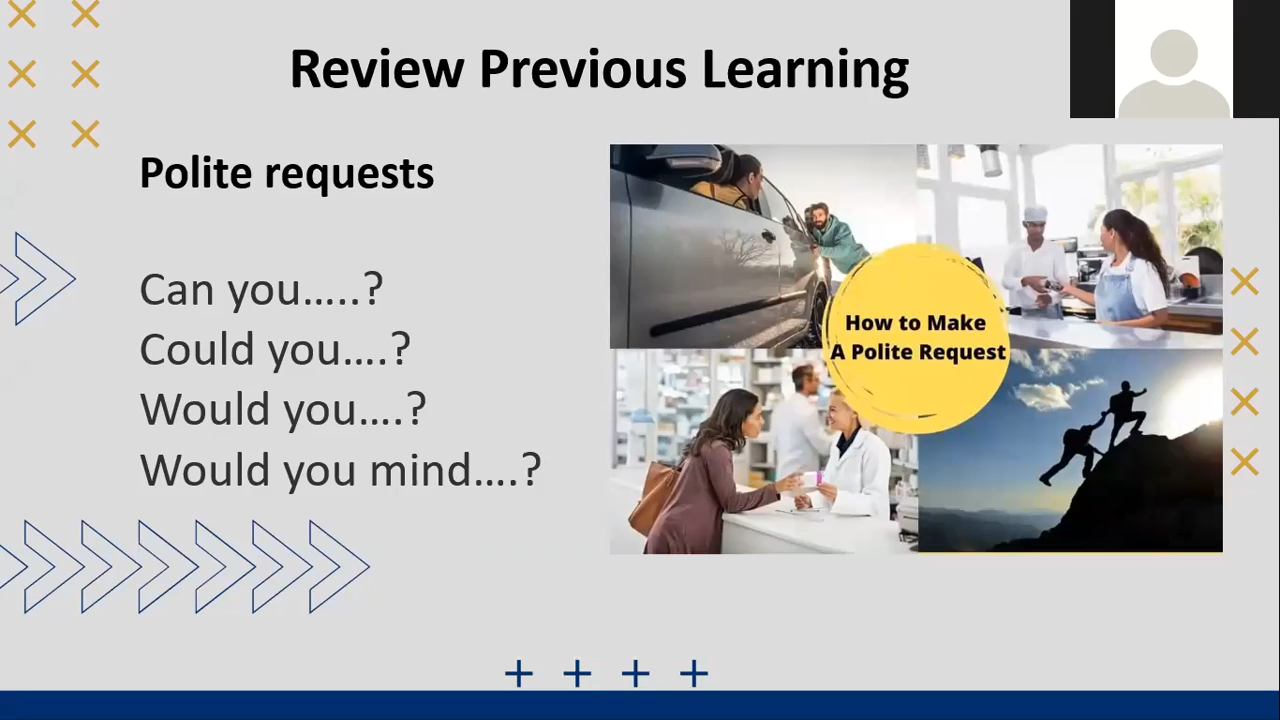 Review Previous Learning
Polite requests
Can you.....?
Could you....?
Would you....?
Would you mind....?
How to Make
A Polite Request